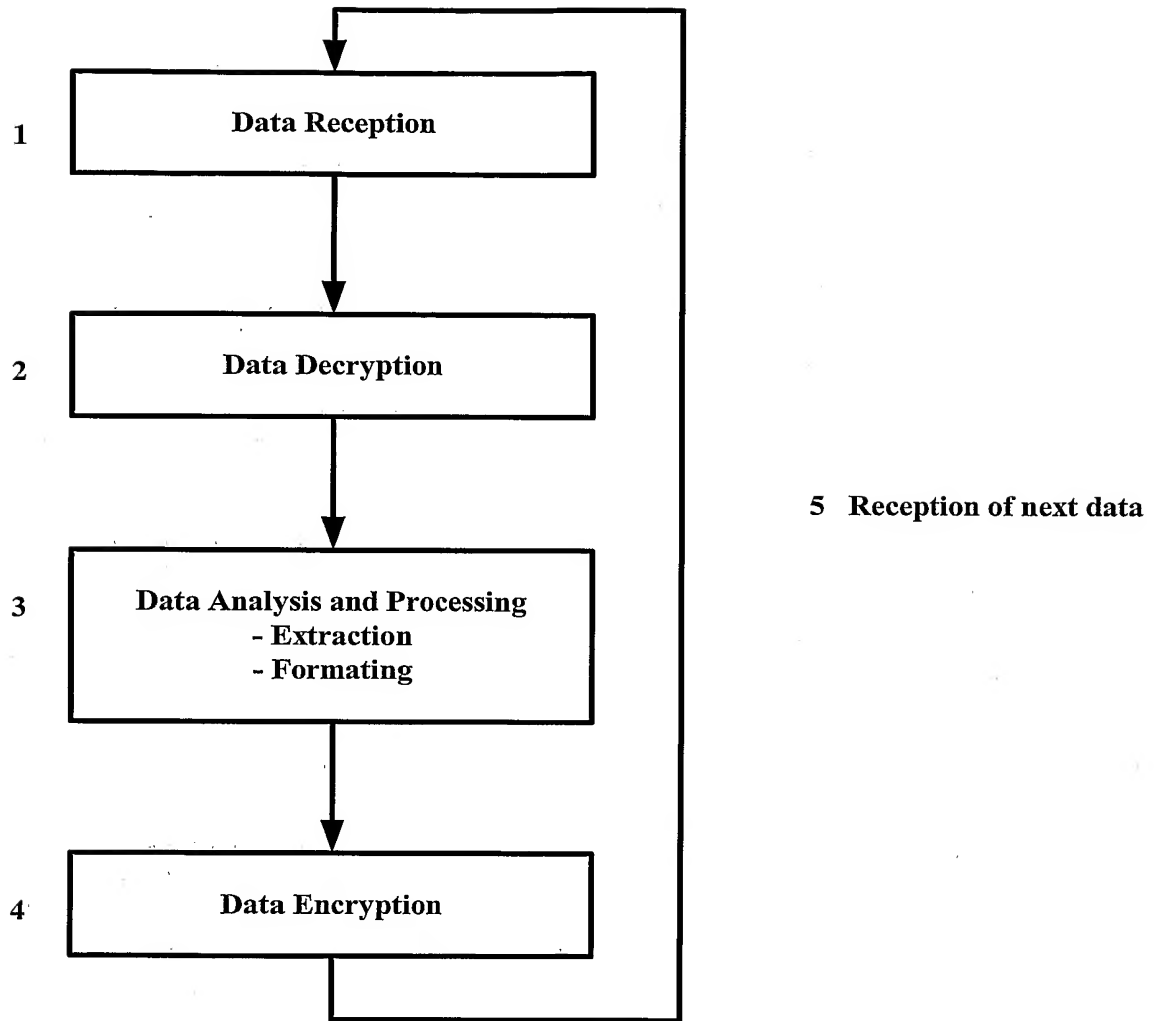 1
Data Reception
2
Data Decryption
5 Reception of next data
3
Data Analysis and Processing
- Extraction
- Formating
4
Data Encryption